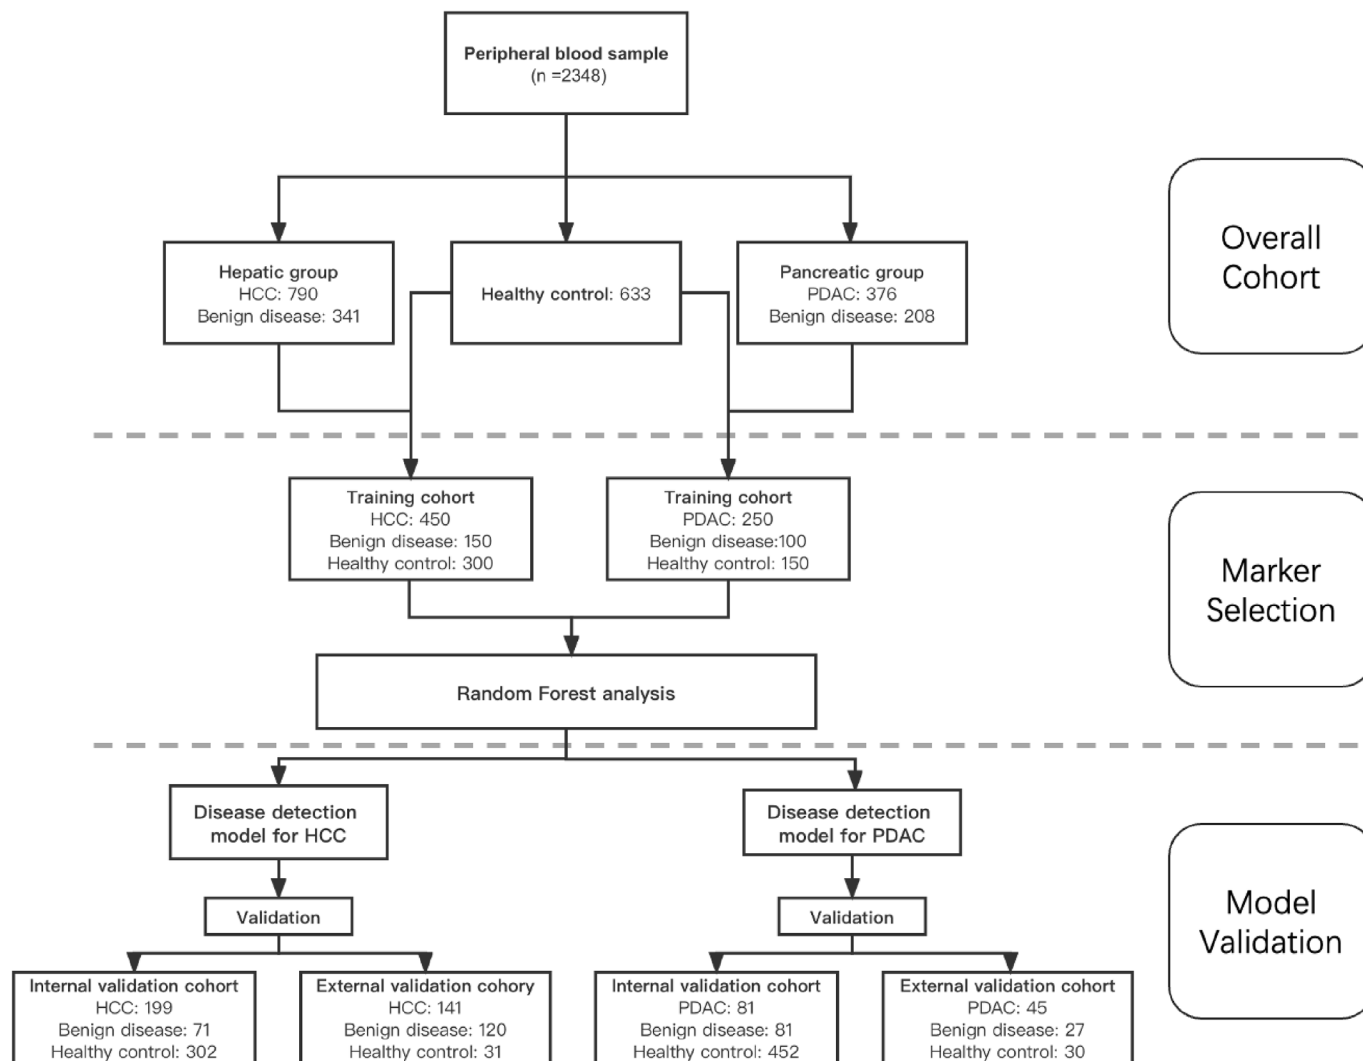 Peripheral blood sample
(n =2348)
Hepatic group
HCC: 790
Benign disease: 341
Healthy control: 633
Pancreatic group
PDAC: 376
Benign disease: 208
Overall
Cohort
Training cohort
HCC: 450
Benign disease: 150
Healthy control: 300
Training cohort
PDAC: 250
Benign disease:100
Healthy control: 150
Marker
Selection
Random Forest analysis
Disease detection
model for HCC
Disease detection
model for PDAC
Validation
Validation
Model
Validation
Internal validation cohort
HCC: 199
Benign disease: 71
Healthy control: 302
External validation cohory
HCC: 141
Benign disease: 120
Healthy control: 31
Internal validation cohort
PDAC: 81
Benign disease: 81
Healthy control: 452
External validation cohort
PDAC: 45
Benign disease: 27
Healthy control: 30